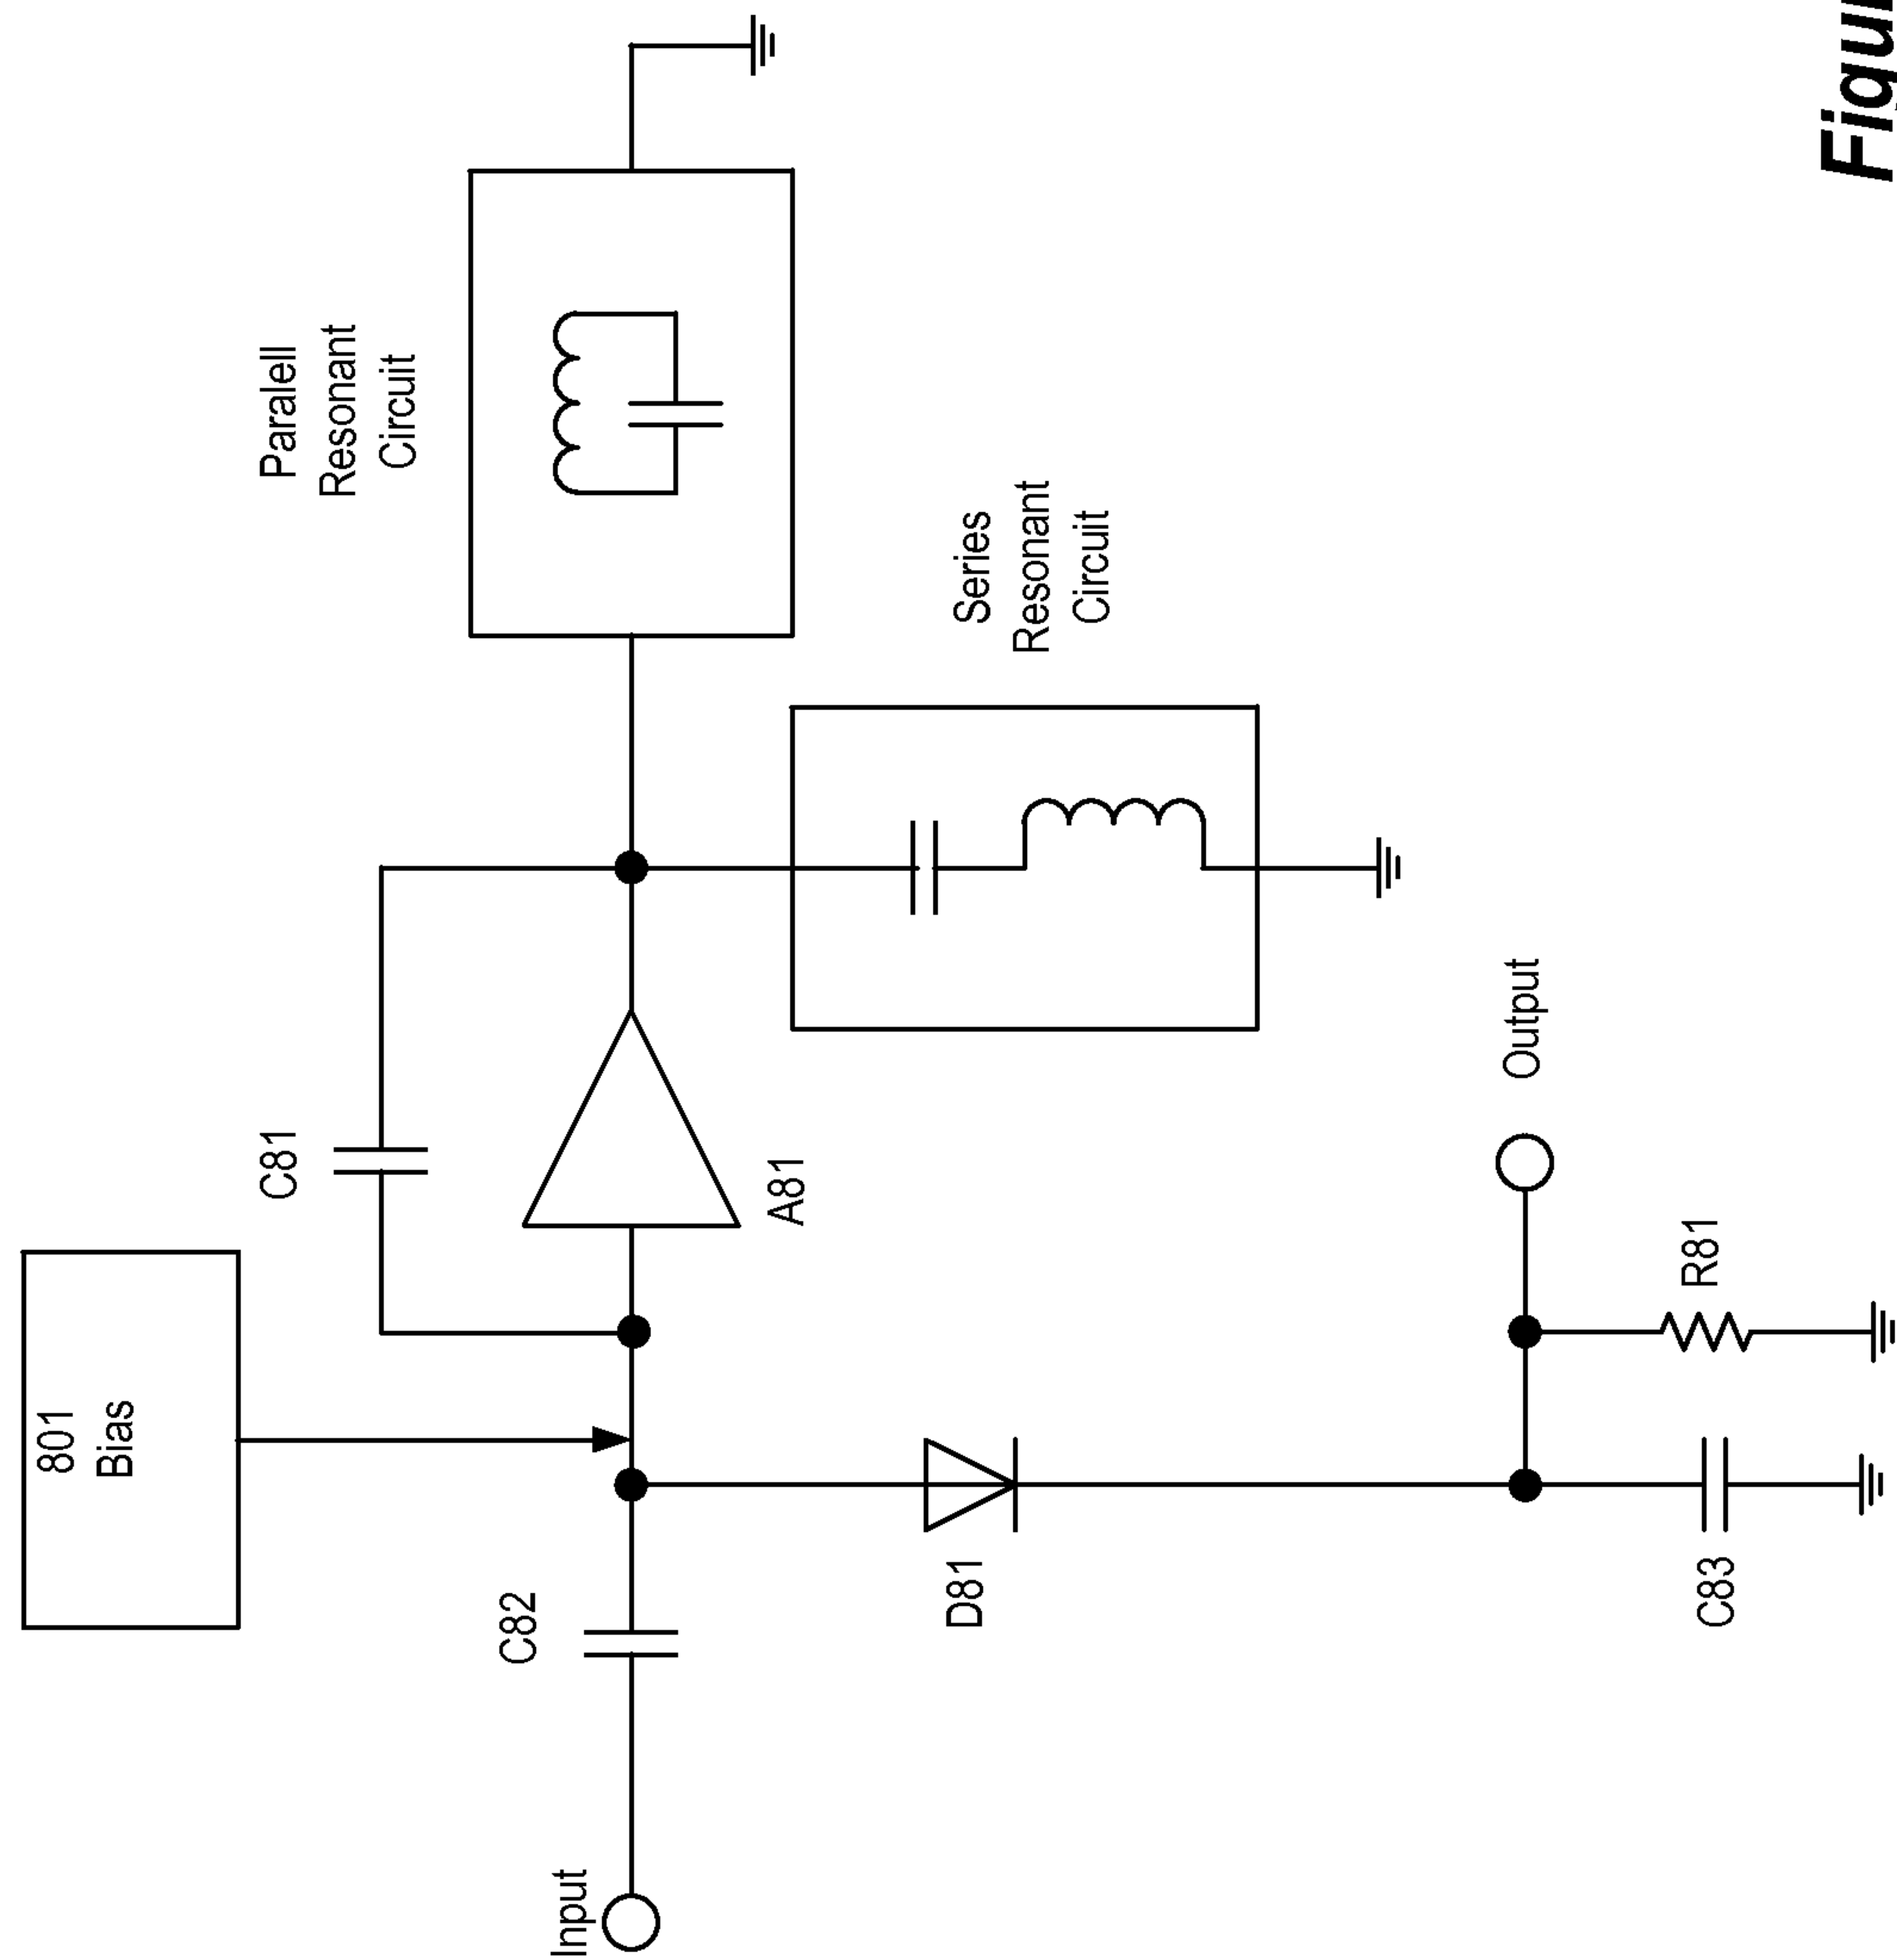 801
Bias
C81
Paralell
Resonant
Circuit
Input
C82
A81
Series
Resonant
Circuit
D81
Output
C83
R81